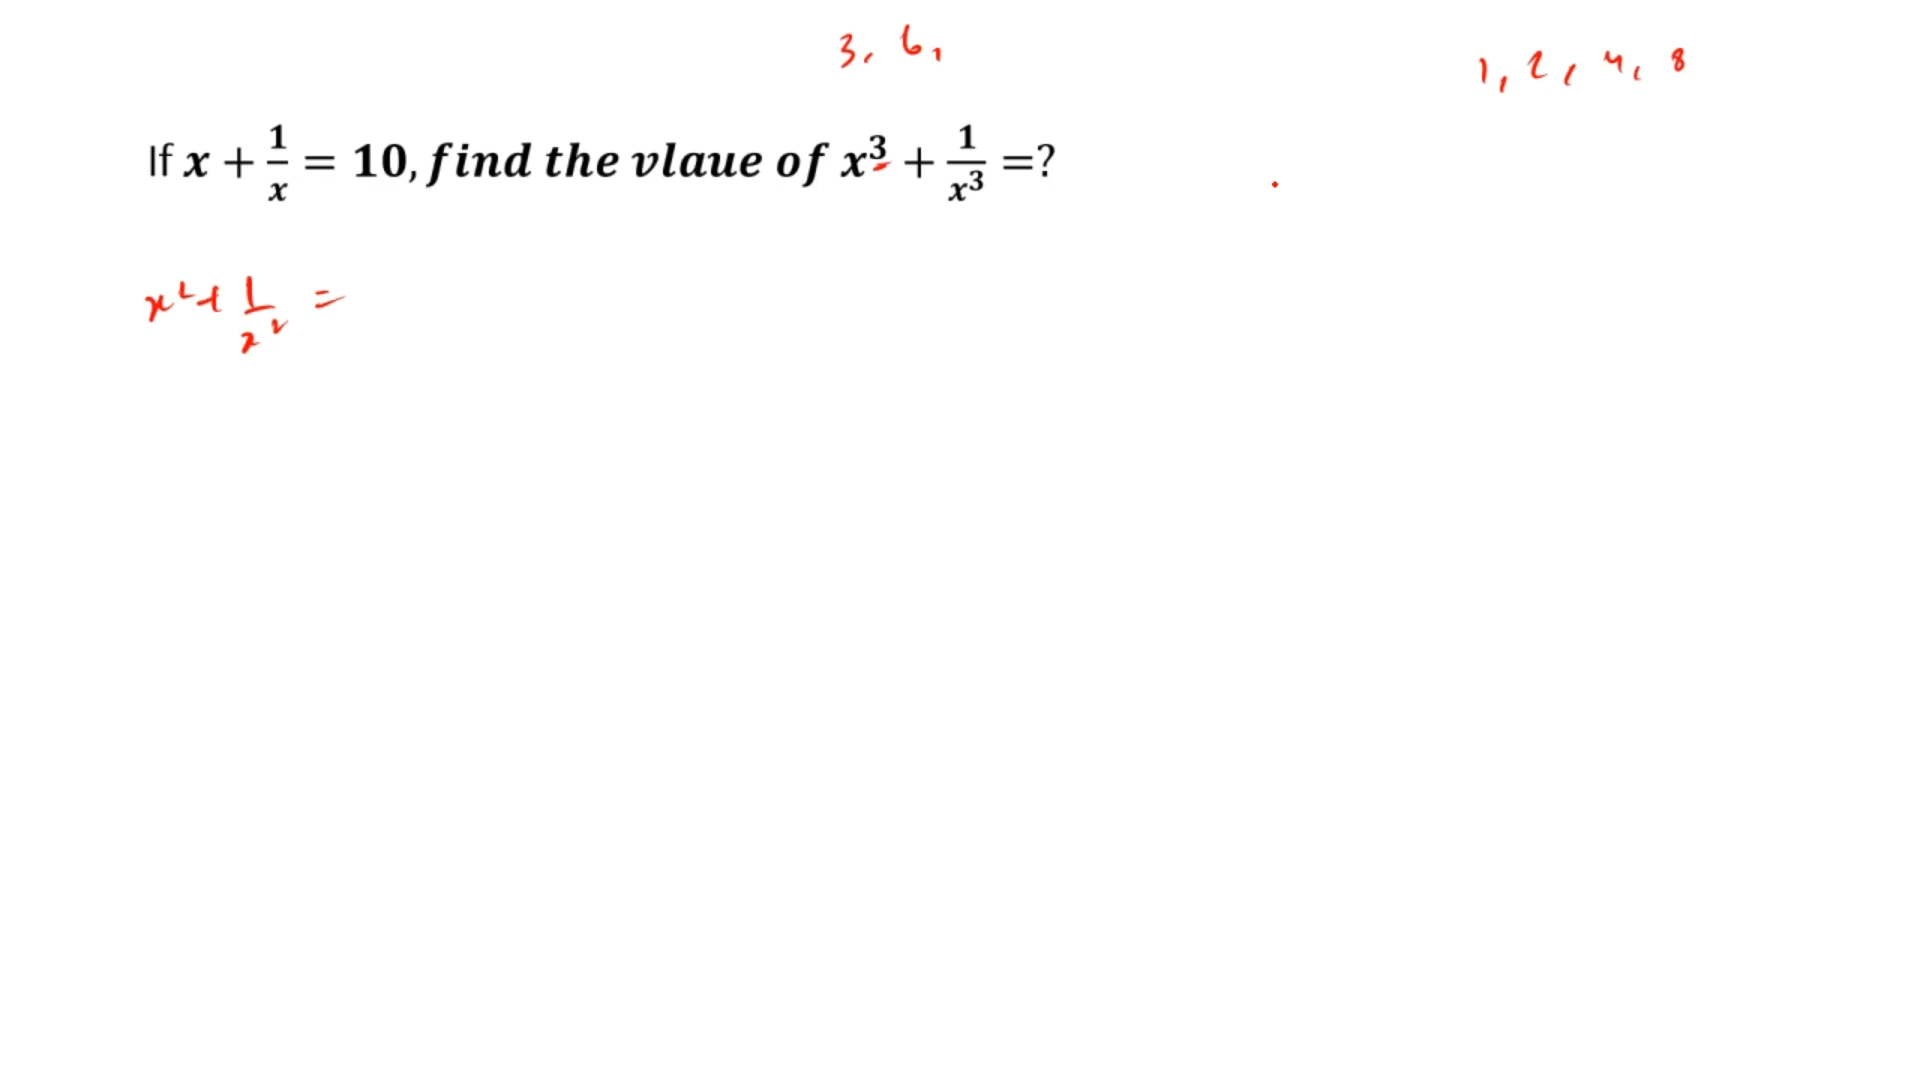 3, 6,
1, 2, 4, 8
If x + 1/x = 10, find the vlaue of x³ + 1/x³ =?
x² + 1/x² =